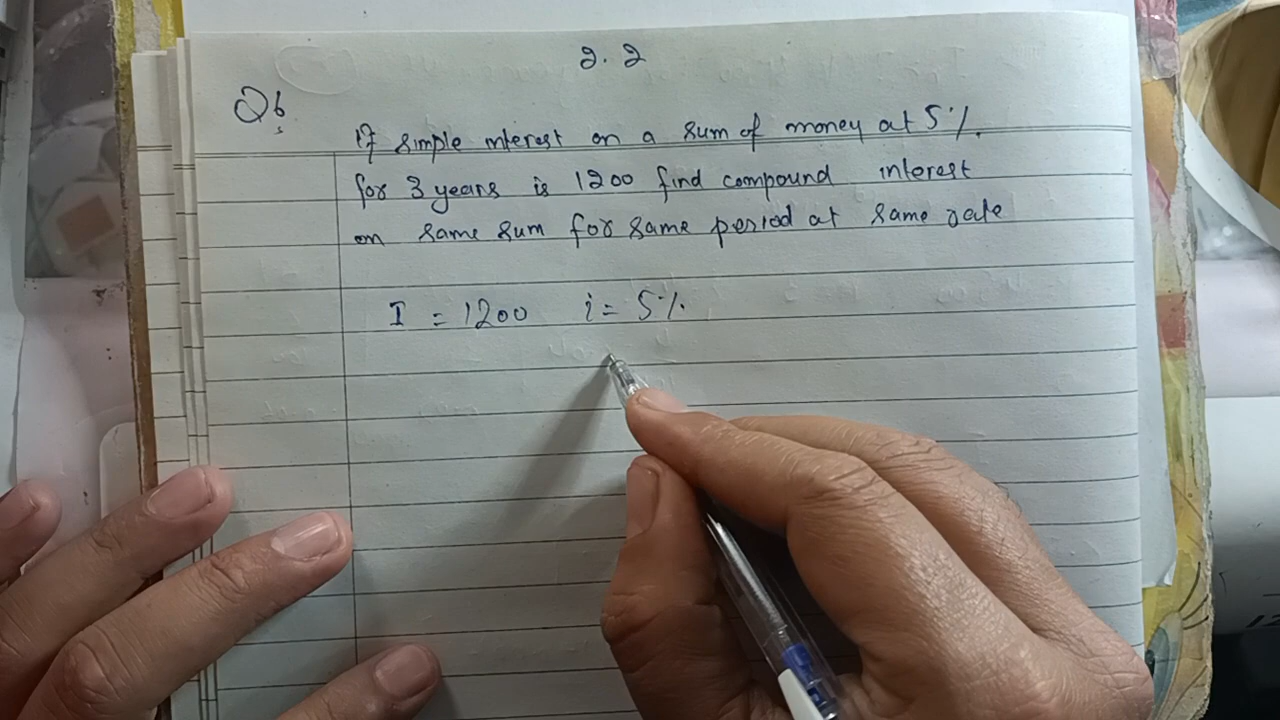 2.2
Q6
If simple interest on a sum of money at 5%.
for 3 years is 1200 find compound interest
on same sum for same period at same rate
I = 1200 i = 5%